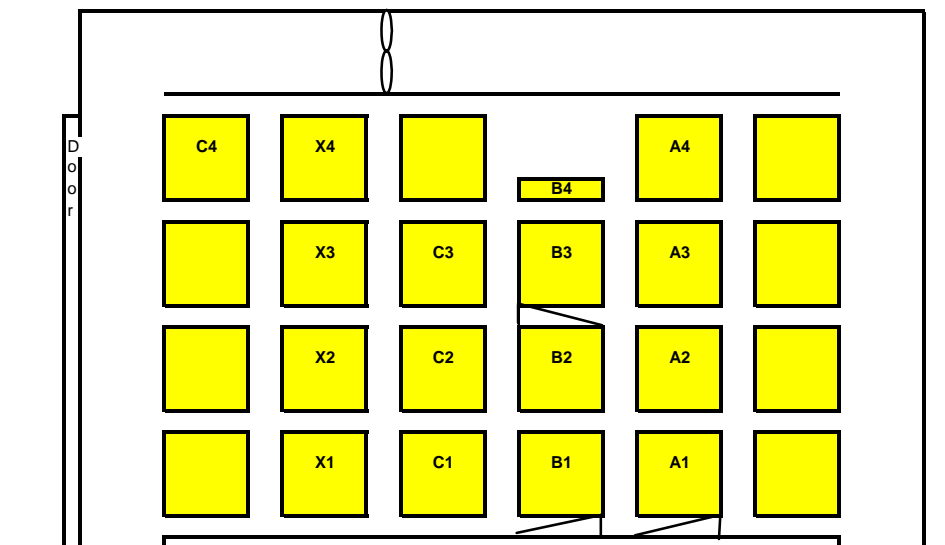 C4 X4 A4
Door
B4
X3 C3 B3 A3
X2 C2 B2 A2
X1 C1 B1 A1